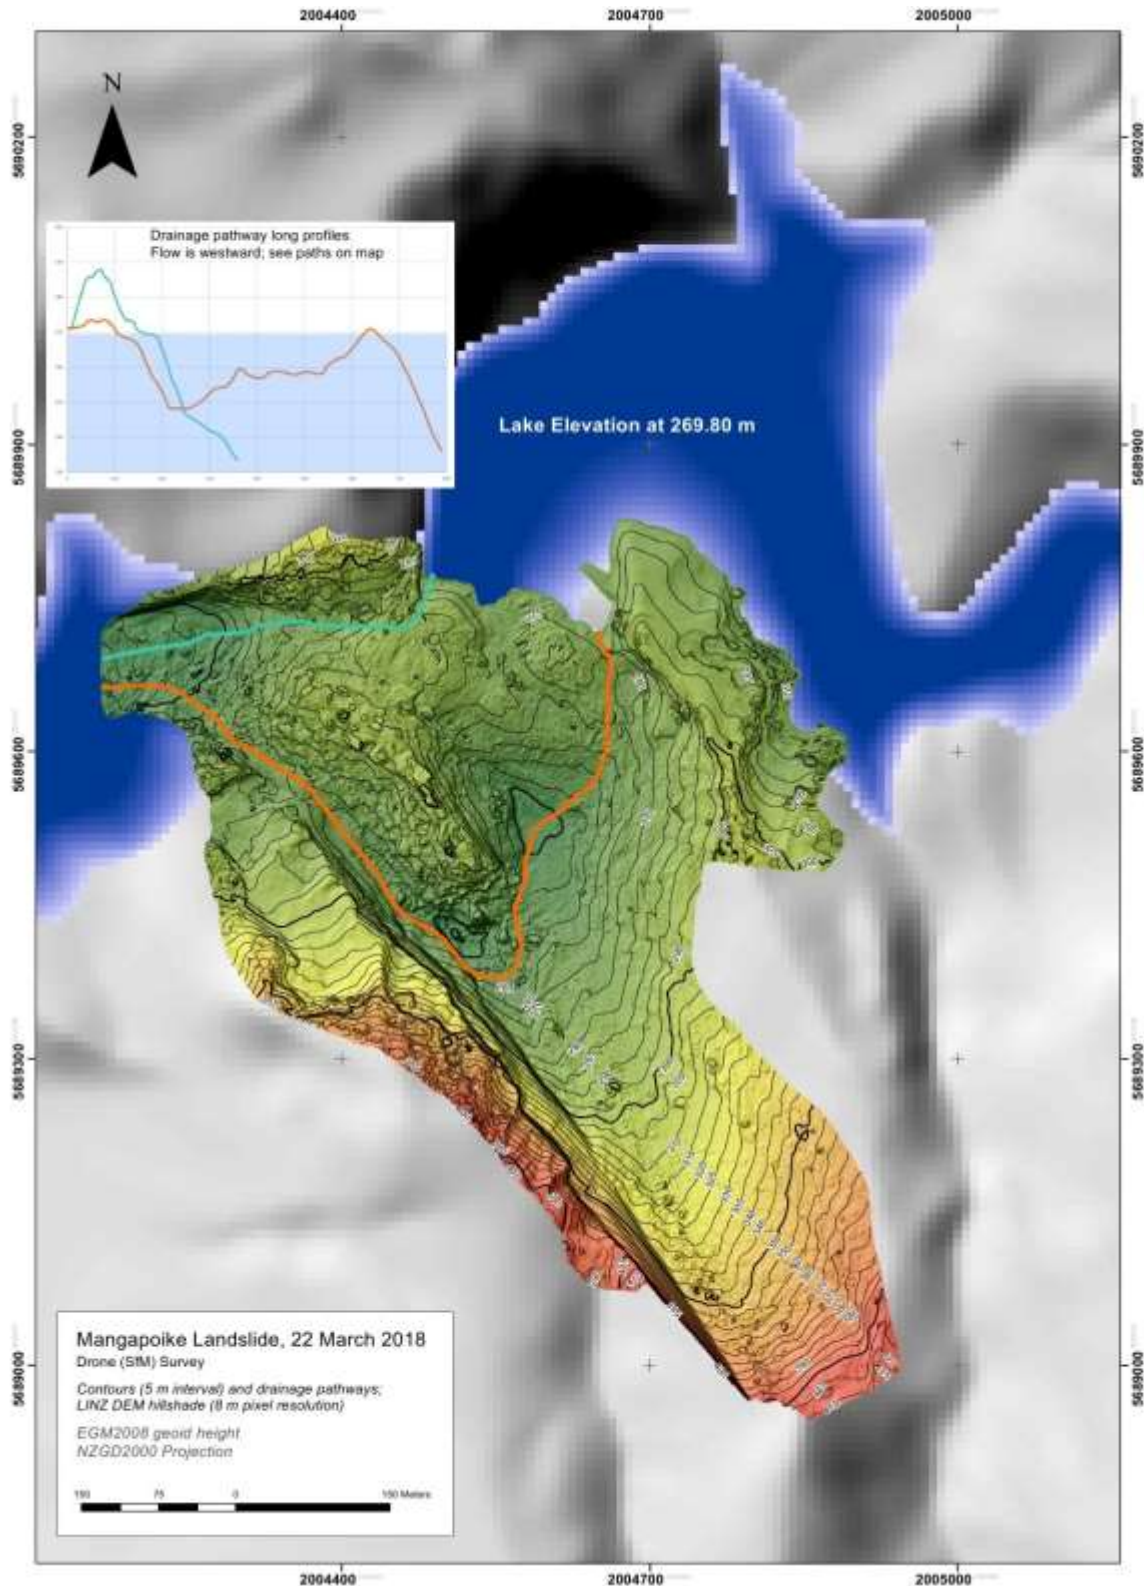 2004400 2004700 2005000
N
5690200 5690200
Drainage pathway long profiles
Flow is westward; see paths on map
Lake Elevation at 269.80 m
5689900 5689900
5689600 5689600
5689300 5689300
5689000 5689000
Mangapoike Landslide, 22 March 2018
Drone (SfM) Survey
Contours (5 m interval) and drainage pathways;
LINZ DEM hillshade (8 m pixel resolution)
EGM2008 geoid height
NZGD2000 Projection
150 75 0 150 Meters
2004400 2004700 2005000